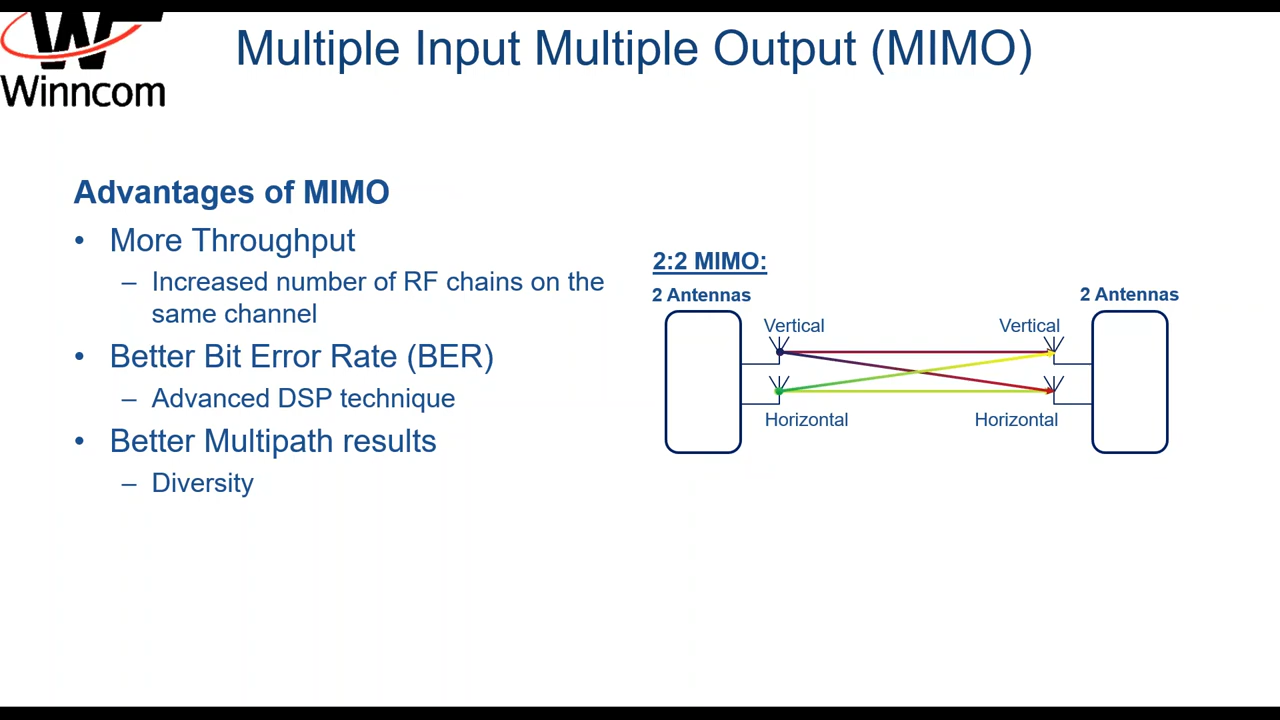 Winncom
Multiple Input Multiple Output (MIMO)
Advantages of MIMO
• More Throughput
– Increased number of RF chains on the
same channel
• Better Bit Error Rate (BER)
– Advanced DSP technique
• Better Multipath results
– Diversity
2:2 MIMO:
2 Antennas
2 Antennas
Vertical
Vertical
Horizontal
Horizontal